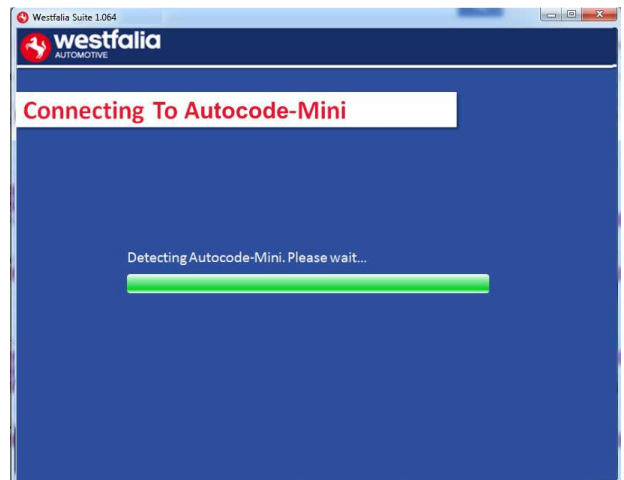 Westfalia Suite 1.064
westfalia
AUTOMOTIVE
Connecting To Autocode-Mini
Detecting Autocode-Mini. Please wait...